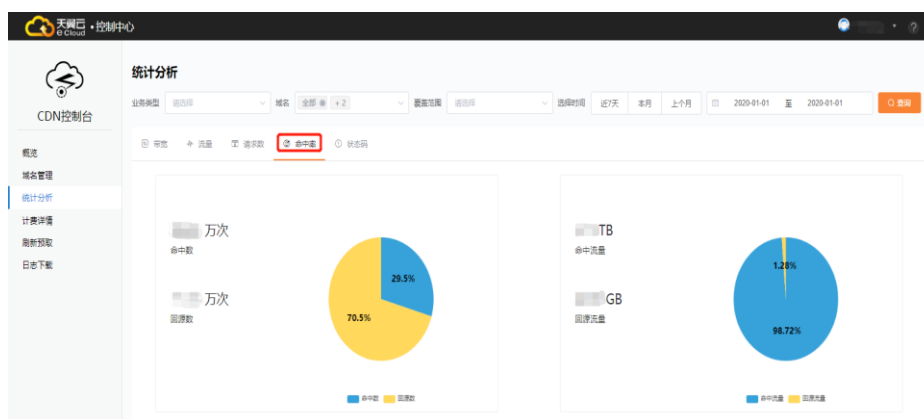 天翼云 e Cloud · 控制中心
CDN控制台
概览
域名管理
统计分析
计费详情
刷新预取
日志下载
统计分析
业务类型 请选择 域名 全部 + 2 覆盖范围 请选择 选择时间 近7天 本月 上个月 2020-01-01 至 2020-01-01 查询
带宽 流量 请求数 命中率 状态码
万次
命中数
万次
回源数
29.5%
70.5%
命中数 回源数
TB
命中流量
GB
回源流量
1.28%
98.72%
命中流量 回源流量